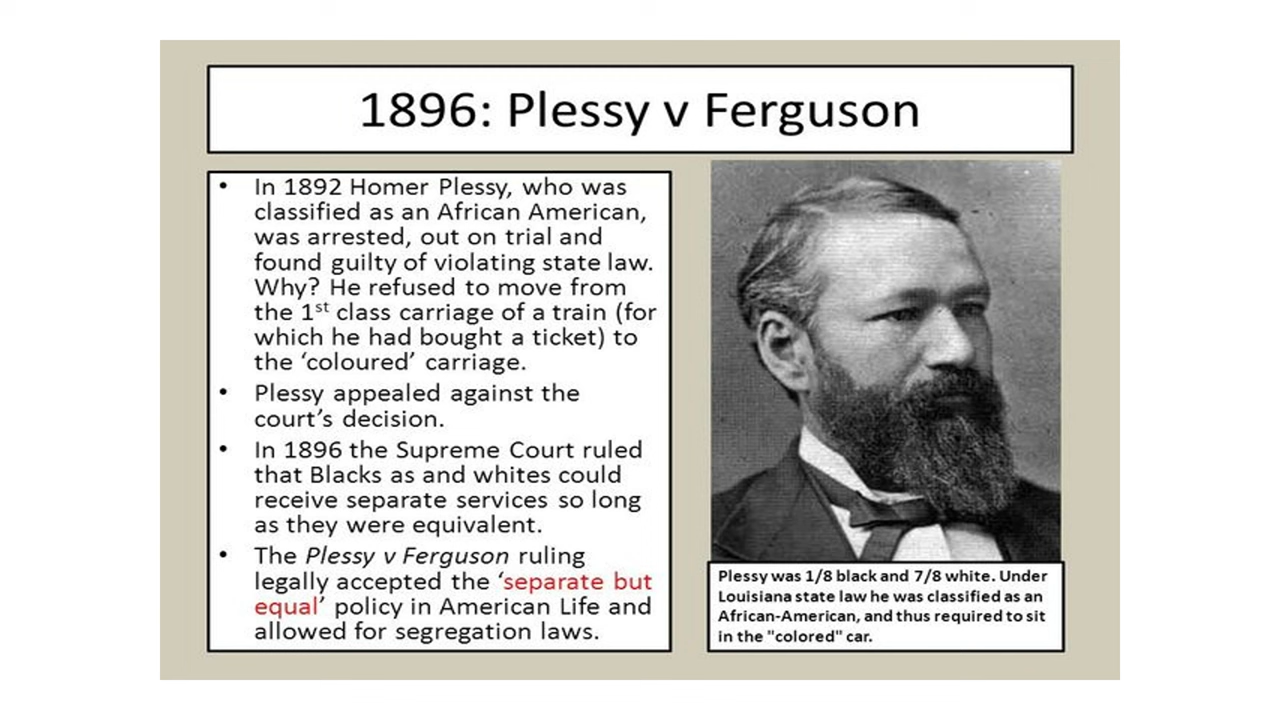 1896: Plessy v Ferguson
• In 1892 Homer Plessy, who was
classified as an African American,
was arrested, out on trial and
found guilty of violating state law.
Why? He refused to move from
the 1st class carriage of a train (for
which he had bought a ticket) to
the ‘coloured’ carriage.
• Plessy appealed against the
court’s decision.
• In 1896 the Supreme Court ruled
that Blacks as and whites could
receive separate services so long
as they were equivalent.
• The Plessy v Ferguson ruling
legally accepted the ‘separate but
equal’ policy in American Life and
allowed for segregation laws.
Plessy was 1/8 black and 7/8 white. Under
Louisiana state law he was classified as an
African-American, and thus required to sit
in the "colored" car.